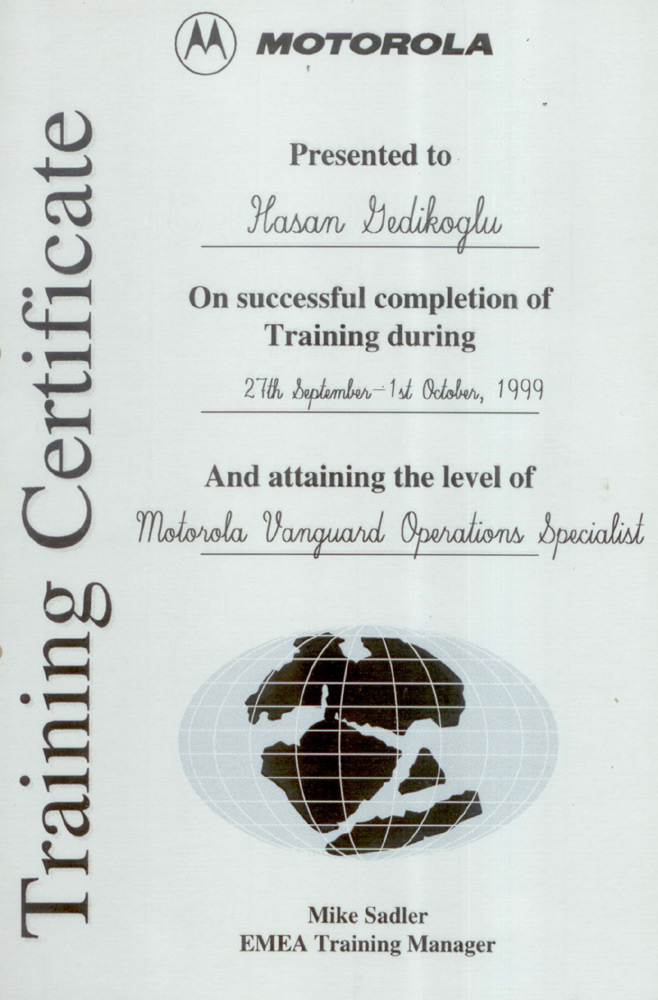 MOTOROLA
Training Certificate
Presented to
Hasan Gedikoglu
On successful completion of
Training during
27th September-1st October, 1999
And attaining the level of
Motorola Vanguard Operations Specialist
Mike Sadler
EMEA Training Manager